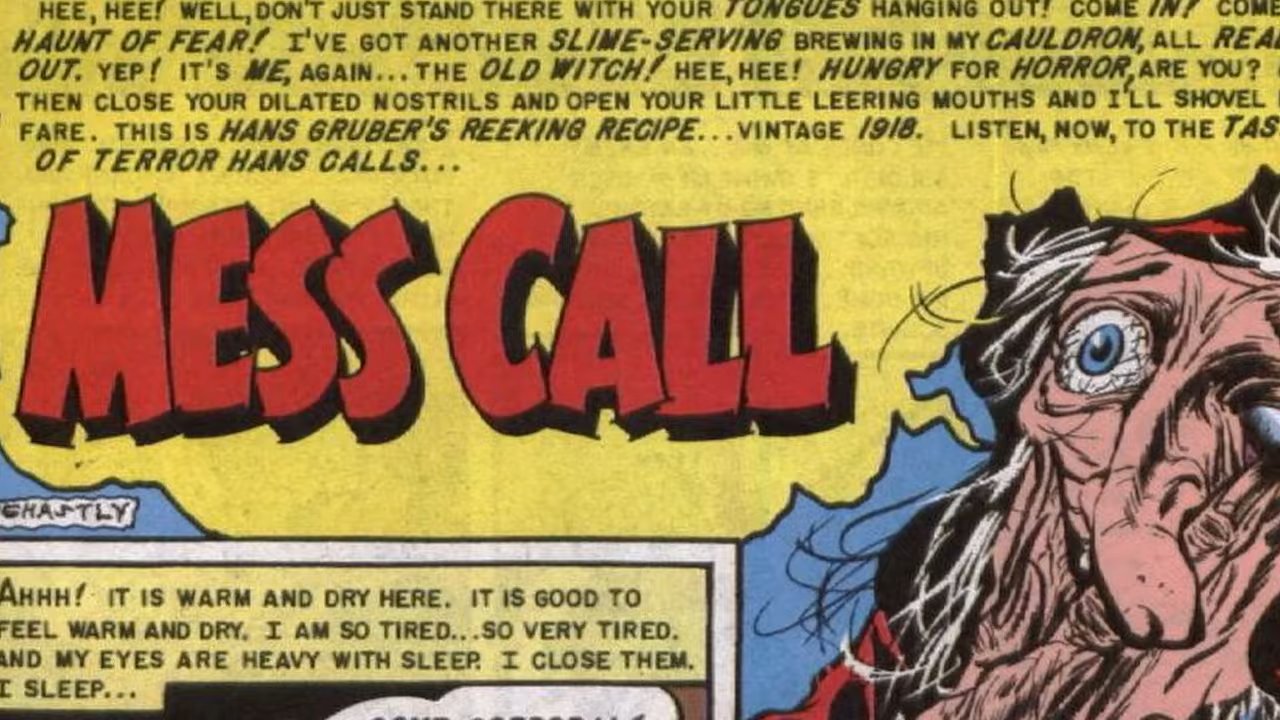 HEE, HEE! WELL, DON'T JUST STAND THERE WITH YOUR TONGUES HANGING OUT! COME IN! COME
HAUNT OF FEAR! I'VE GOT ANOTHER SLIME-SERVING BREWING IN MY CAULDRON, ALL
OUT. YEP! IT'S ME, AGAIN... THE OLD WITCH! HEE, HEE! HUNGRY FOR HORROR, ARE YOU?
THEN CLOSE YOUR DILATED NOSTRILS AND OPEN YOUR LITTLE LEERING MOUTHS AND I'LL SHOVEL
FARE. THIS IS HANS GRUBER'S REEKING RECIPE... VINTAGE 1918. LISTEN, NOW, TO THE
OF TERROR HANS CALLS...
MESS CALL
GHASTLY
AHHH! IT IS WARM AND DRY HERE. IT IS GOOD TO
FEEL WARM AND DRY. I AM SO TIRED...SO VERY TIRED.
AND MY EYES ARE HEAVY WITH SLEEP. I CLOSE THEM.
I SLEEP...